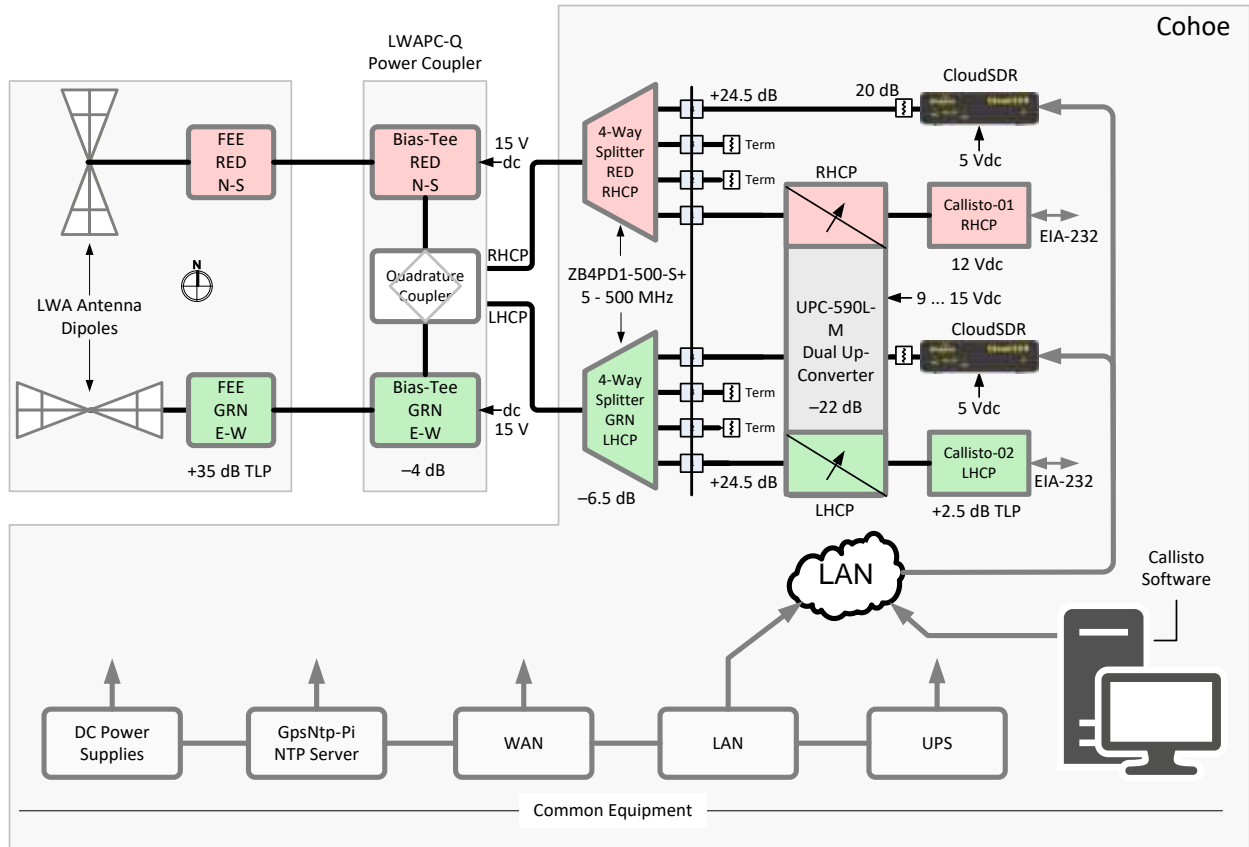 Cohoe
LWAPC-Q
Power Coupler
CloudSDR
+24.5 dB
20 dB
5 Vdc
FEE
RED
N-S
Bias-Tee
RED
N-S
15 V
dc
4-Way
Splitter
RED
RHCP
Term
Term
RHCP
Callisto-01
RHCP
EIA-232
12 Vdc
N
LWA Antenna
Dipoles
Quadrature
Coupler
RHCP
LHCP
ZB4PD1-500-S+
5 - 500 MHz
UPC-590L-
M
Dual Up-
Converter
–22 dB
9 ... 15 Vdc
CloudSDR
5 Vdc
FEE
GRN
E-W
+35 dB TLP
Bias-Tee
GRN
E-W
–4 dB
dc
15 V
4-Way
Splitter
GRN
LHCP
–6.5 dB
Term
Term
+24.5 dB
LHCP
Callisto-02
LHCP
EIA-232
+2.5 dB TLP
LAN
Callisto
Software
DC Power
Supplies
GpsNtp-Pi
NTP Server
WAN
LAN
UPS
Common Equipment